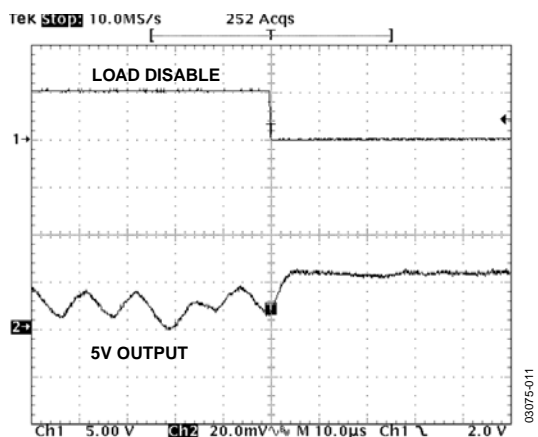 Tek Stop: 10.0MS/s 252 Acqs
[ T ]
LOAD DISABLE
1→
T
2→
5V OUTPUT
Ch1 5.00 V Ch2 20.0mV∿ M 10.0µs Ch1 ╲ 2.0 V
03075-011